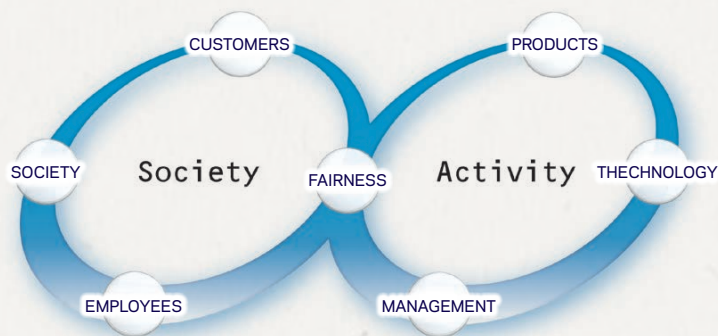 CUSTOMERS
PRODUCTS
SOCIETY
Society
FAIRNESS
Activity
THECHNOLOGY
EMPLOYEES
MANAGEMENT